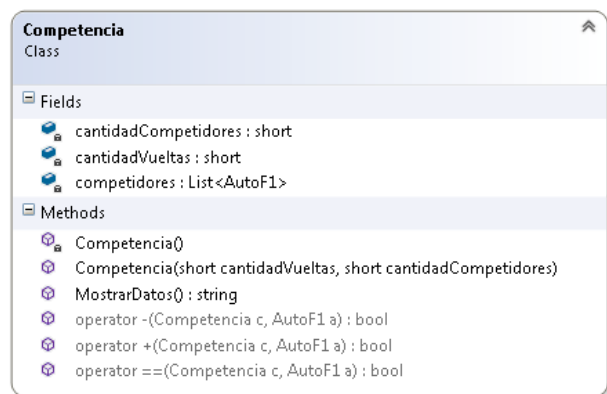 Competencia
Class
Fields
cantidadCompetidores : short
cantidadVueltas : short
competidores : List<AutoF1>
Methods
Competencia()
Competencia(short cantidadVueltas, short cantidadCompetidores)
MostrarDatos() : string
operator -(Competencia c, AutoF1 a) : bool
operator +(Competencia c, AutoF1 a) : bool
operator ==(Competencia c, AutoF1 a) : bool